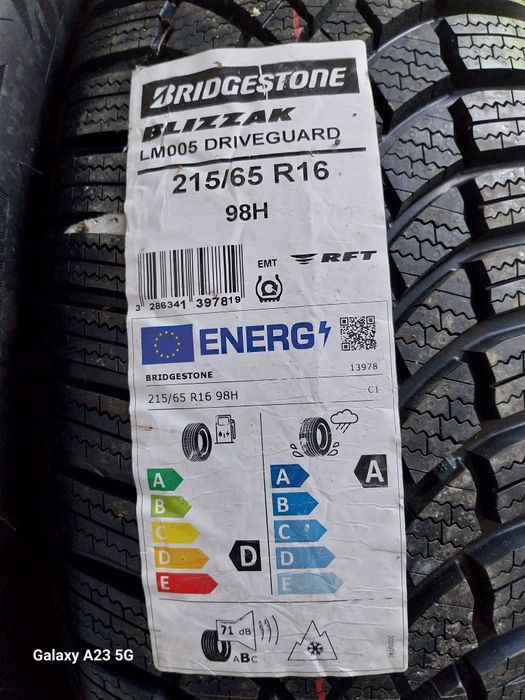 BRIDGESTONE
BLIZZAK
LM005 DRIVEGUARD
215/65 R16
98H
EMT RFT
3 286341 397819
ENERG
BRIDGESTONE 13978
215/65 R16 98H C1
A A A
B B
C C
D D D
E E
71 dB
ABC
Galaxy A23 5G